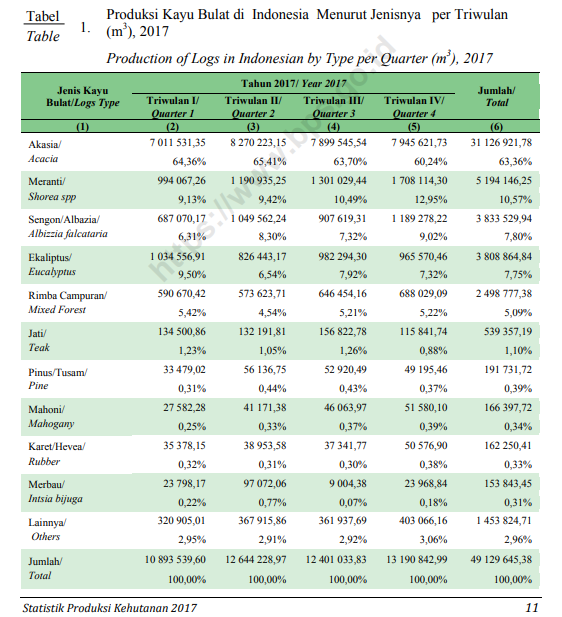 Tabel 1. Produksi Kayu Bulat di Indonesia Menurut Jenisnya per Triwulan
Table (m³), 2017
Production of Logs in Indonesian by Type per Quarter (m³), 2017
Jenis Kayu Bulat/Logs Type Tahun 2017/ Year 2017 Jumlah/ Total
Triwulan I/ Quarter 1 Triwulan II/ Quarter 2 Triwulan III/ Quarter 3 Triwulan IV/ Quarter 4
(1) (2) (3) (4) (5) (6)
Akasia/ 7 011 531,35 8 270 223,15 7 899 545,54 7 945 621,73 31 126 921,78
Acacia 64,36% 65,41% 63,70% 60,24% 63,36%
Meranti/ 994 067,26 1 190 935,25 1 301 029,44 1 708 114,30 5 194 146,25
Shorea spp 9,13% 9,42% 10,49% 12,95% 10,57%
Sengon/Albazia/ 687 070,17 1 049 562,24 907 619,31 1 189 278,22 3 833 529,94
Albizzia falcataria 6,31% 8,30% 7,32% 9,02% 7,80%
Ekaliptus/ 1 034 556,91 826 443,17 982 294,30 965 570,46 3 808 864,84
Eucalyptus 9,50% 6,54% 7,92% 7,32% 7,75%
Rimba Campuran/ 590 670,42 573 623,71 646 454,16 688 029,09 2 498 777,38
Mixed Forest 5,42% 4,54% 5,21% 5,22% 5,09%
Jati/ 134 500,86 132 191,81 156 822,78 115 841,74 539 357,19
Teak 1,23% 1,05% 1,26% 0,88% 1,10%
Pinus/Tusam/ 33 479,02 56 136,75 52 920,49 49 195,46 191 731,72
Pine 0,31% 0,44% 0,43% 0,37% 0,39%
Mahoni/ 27 582,28 41 171,38 46 063,97 51 580,10 166 397,72
Mahogany 0,25% 0,33% 0,37% 0,39% 0,34%
Karet/Hevea/ 35 378,15 38 953,58 37 341,77 50 576,90 162 250,41
Rubber 0,32% 0,31% 0,30% 0,38% 0,33%
Merbau/ 23 798,17 97 072,06 9 004,38 23 968,84 153 843,45
Intsia bijuga 0,22% 0,77% 0,07% 0,18% 0,31%
Lainnya/ 320 905,01 367 915,86 361 937,69 403 066,16 1 453 824,71
Others 2,95% 2,91% 2,92% 3,06% 2,96%
Jumlah/ 10 893 539,60 12 644 228,97 12 401 033,83 13 190 842,99 49 129 645,38
Total 100,00% 100,00% 100,00% 100,00% 100,00%
Statistik Produksi Kehutanan 2017 11
https://www.bps.go.id